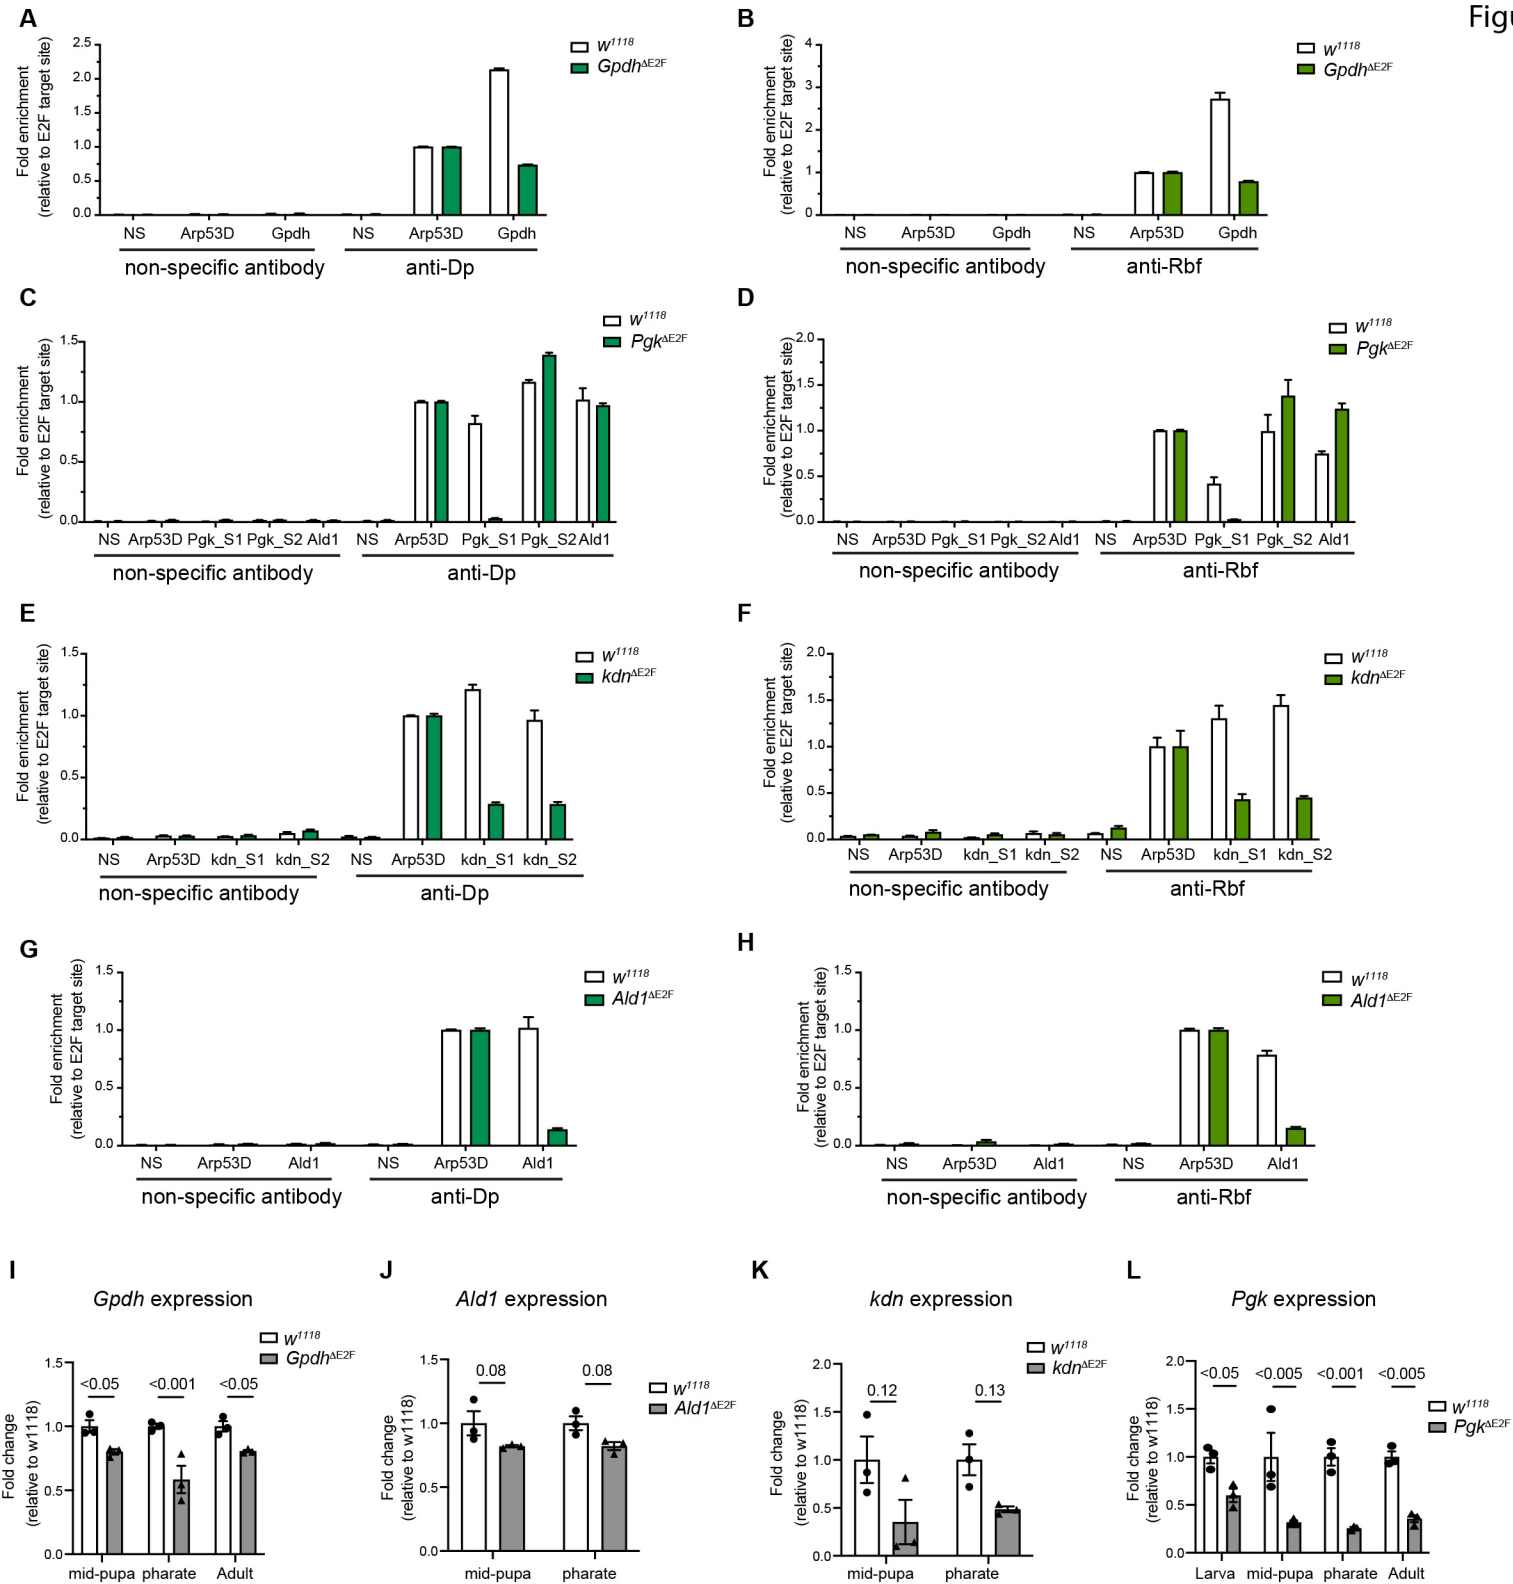 Figu
A
Fold enrichment
(relative to E2F target site)
2.5
2.0
1.5
1.0
0.5
0.0
w1118
GpdhΔE2F
NS Arp53D Gpdh NS Arp53D Gpdh
non-specific antibody anti-Dp
B
Fold enrichment
(relative to E2F target site)
4
3
2
1
0
w1118
GpdhΔE2F
NS Arp53D Gpdh NS Arp53D Gpdh
non-specific antibody anti-Rbf
C
Fold enrichment
(relative to E2F target site)
1.5
1.0
0.5
0.0
w1118
PgkΔE2F
NS Arp53D Pgk_S1 Pgk_S2 Ald1 NS Arp53D Pgk_S1 Pgk_S2 Ald1
non-specific antibody anti-Dp
D
Fold enrichment
(relative to E2F target site)
2.0
1.5
1.0
0.5
0.0
w1118
PgkΔE2F
NS Arp53D Pgk_S1 Pgk_S2 Ald1 NS Arp53D Pgk_S1 Pgk_S2 Ald1
non-specific antibody anti-Rbf
E
Fold enrichment
(relative to E2F target site)
1.5
1.0
0.5
0.0
w1118
kdnΔE2F
NS Arp53D kdn_S1 kdn_S2 NS Arp53D kdn_S1 kdn_S2
non-specific antibody anti-Dp
F
Fold enrichment
(relative to E2F target site)
2.0
1.5
1.0
0.5
0.0
w1118
kdnΔE2F
NS Arp53D kdn_S1 kdn_S2 NS Arp53D kdn_S1 kdn_S2
non-specific antibody anti-Rbf
G
Fold enrichment
(relative to E2F target site)
1.5
1.0
0.5
0.0
w1118
Ald1ΔE2F
NS Arp53D Ald1 NS Arp53D Ald1
non-specific antibody anti-Dp
H
Fold enrichment
(relative to E2F target site)
1.5
1.0
0.5
0.0
w1118
Ald1ΔE2F
NS Arp53D Ald1 NS Arp53D Ald1
non-specific antibody anti-Rbf
I
Gpdh expression
w1118
GpdhΔE2F
Fold change
(relative to w1118)
1.5
1.0
0.5
0.0
<0.05 <0.001 <0.05
mid-pupa pharate Adult
J
Ald1 expression
w1118
Ald1ΔE2F
Fold change
(relative to w1118)
1.5
1.0
0.5
0.0
0.08 0.08
mid-pupa pharate
K
kdn expression
w1118
kdnΔE2F
Fold change
(relative to w1118)
2.0
1.5
1.0
0.5
0.0
0.12 0.13
mid-pupa pharate
L
Pgk expression
w1118
PgkΔE2F
Fold change
(relative to w1118)
2.0
1.5
1.0
0.5
0.0
<0.05 <0.005 <0.001 <0.005
Larva mid-pupa pharate Adult